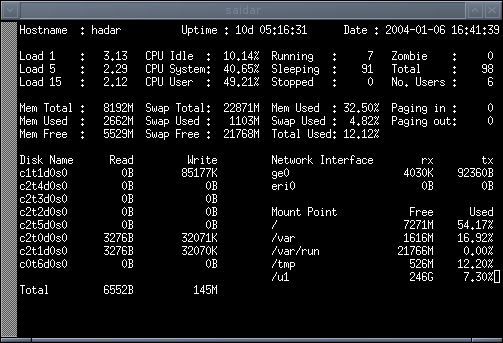 saidar
Hostname : hadar Uptime : 10d 05:16:31 Date : 2004-01-06 16:41:39
Load 1 : 3.13 CPU Idle : 10.14% Running : 7 Zombie : 0
Load 5 : 2.29 CPU System: 40.65% Sleeping : 91 Total : 98
Load 15 : 2.12 CPU User : 49.21% Stopped : 0 No. Users : 6
Mem Total : 8192M Swap Total: 22871M Mem Used : 32.50% Paging in : 0
Mem Used : 2662M Swap Used : 1103M Swap Used : 4.82% Paging out: 0
Mem Free : 5529M Swap Free : 21768M Total Used: 12.12%
Disk Name Read Write Network Interface rx tx
c1t1d0s0 0B 85177K ge0 4030K 92360B
c2t4d0s0 0B 0B eri0 0B 0B
c2t3d0s0 0B 0B
c2t2d0s0 0B 0B Mount Point Free Used
c2t5d0s0 0B 0B / 7271M 54.17%
c2t0d0s0 3276B 32071K /var 1616M 16.92%
c2t1d0s0 3276B 32070K /var/run 21766M 0.00%
c0t6d0s0 0B 0B /tmp 526M 12.20%
/u1 246G 7.30%
Total 6552B 145M